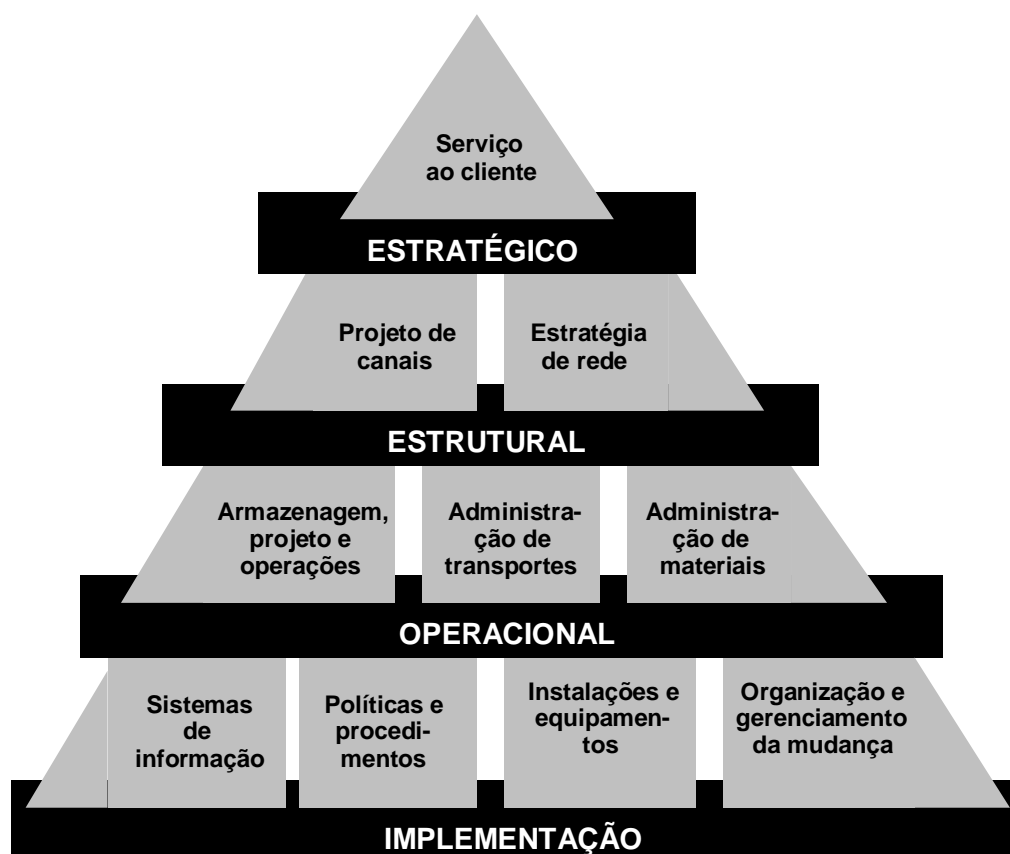 Serviço
ao cliente
ESTRATÉGICO
Projeto de
canais
Estratégia
de rede
ESTRUTURAL
Armazenagem,
projeto e
operações
Administra-
ção de
transportes
Administra-
ção de
materiais
OPERACIONAL
Sistemas
de
informação
Políticas e
procedi-
mentos
Instalações e
equipamen-
tos
Organização e
gerenciamento
da mudança
IMPLEMENTAÇÃO